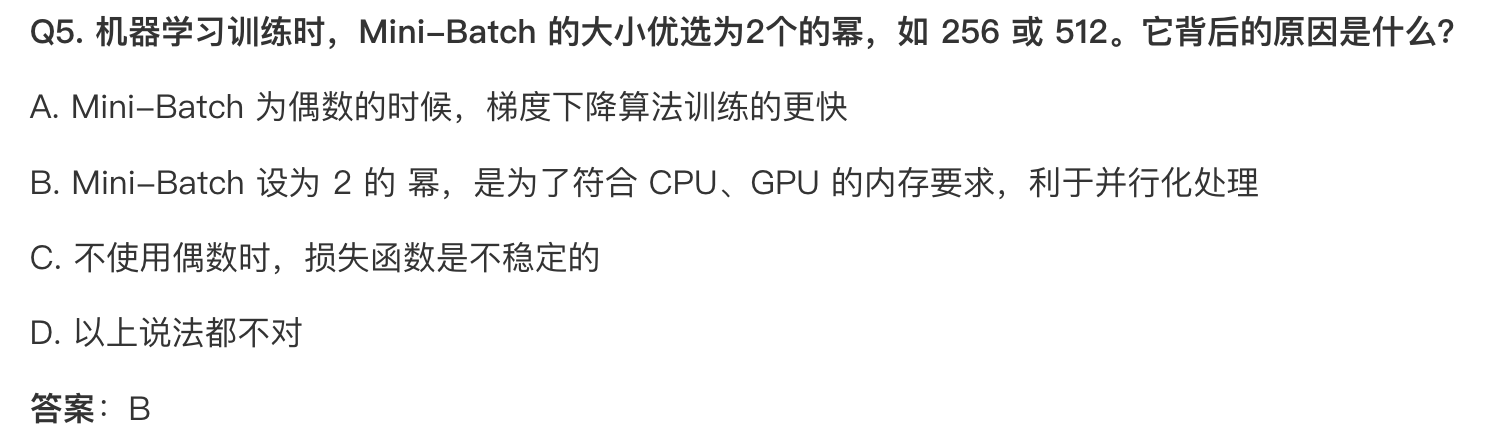 Q5. 机器学习训练时，Mini-Batch 的大小优选为2个的幂，如 256 或 512。它背后的原因是什么？
A. Mini-Batch 为偶数的时候，梯度下降算法训练的更快
B. Mini-Batch 设为 2 的 幂，是为了符合 CPU、GPU 的内存要求，利于并行化处理
C. 不使用偶数时，损失函数是不稳定的
D. 以上说法都不对
答案：B